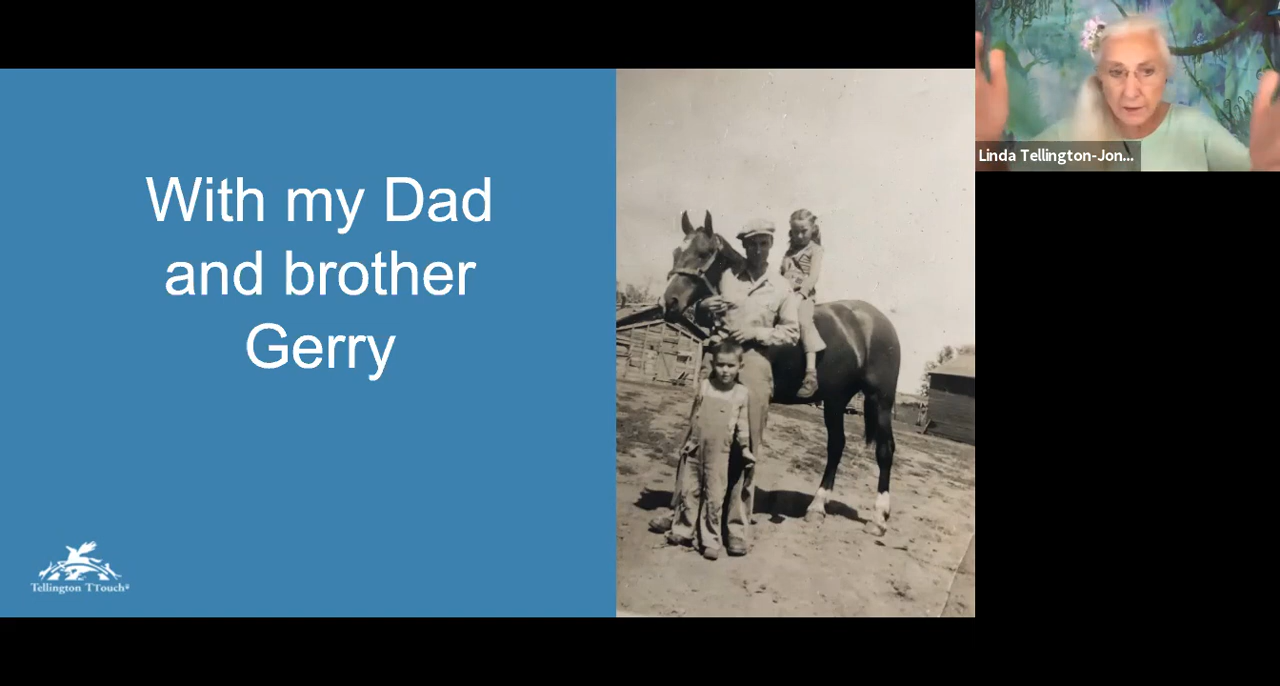 With my Dad
and brother
Gerry
Tellington TTouch®
Linda Tellington-Jon...